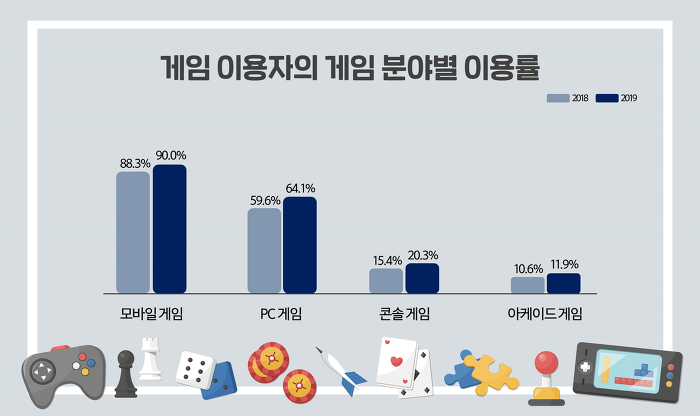 게임 이용자의 게임 분야별 이용률
2018 2019
88.3% 90.0% 59.6% 64.1% 15.4% 20.3% 10.6% 11.9%
모바일 게임 PC 게임 콘솔 게임 아케이드 게임